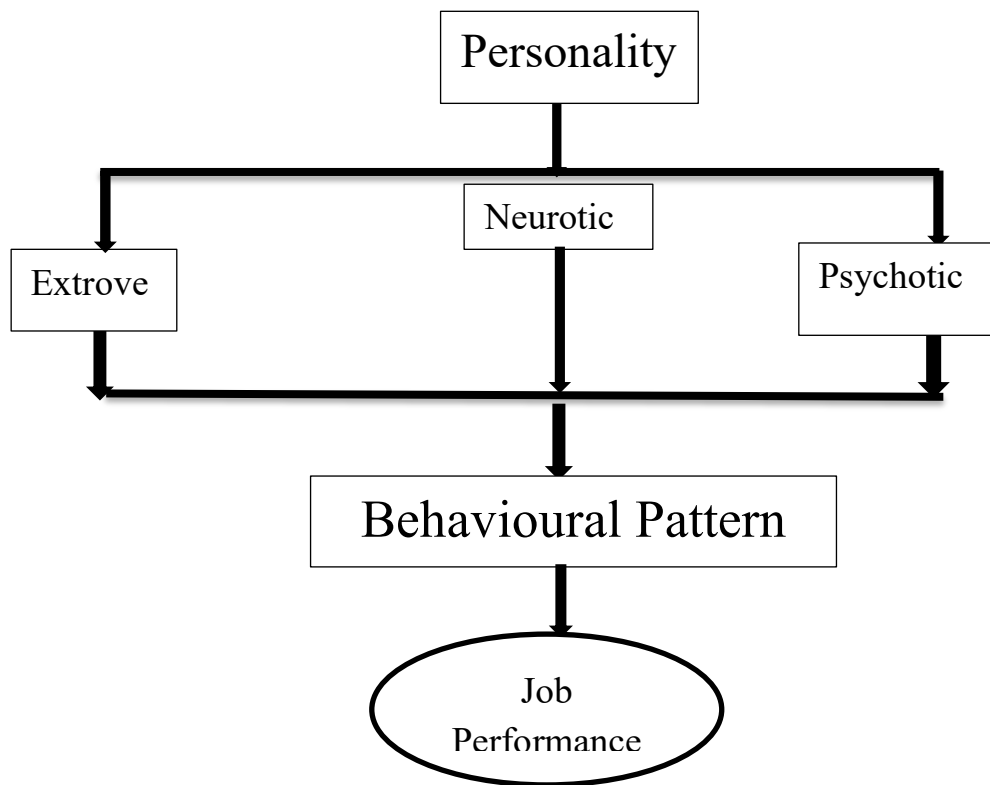 Personality
Neurotic
Extrove
Psychotic
Behavioural Pattern
Job
Performance